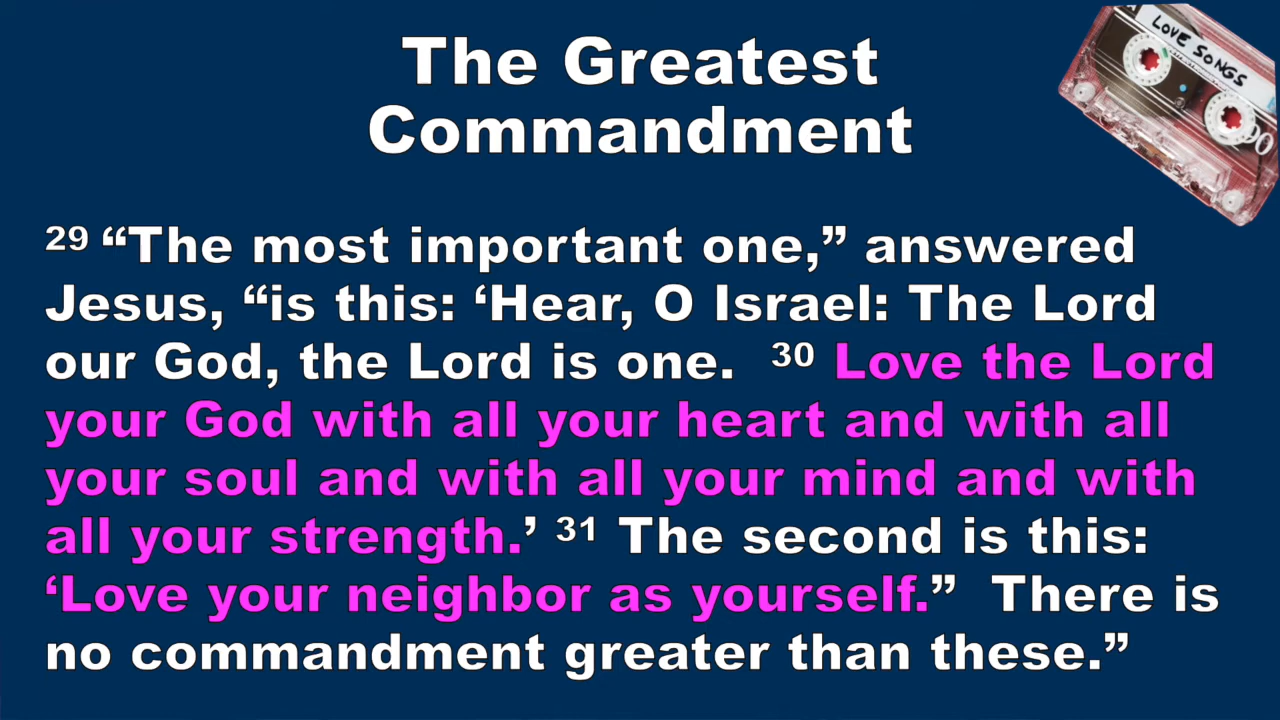 The Greatest
Commandment
LOVE SONGS
90
29 “The most important one,” answered
Jesus, “is this: ‘Hear, O Israel: The Lord
our God, the Lord is one. 30 Love the Lord
your God with all your heart and with all
your soul and with all your mind and with
all your strength.’ 31 The second is this:
‘Love your neighbor as yourself.” There is
no commandment greater than these.”